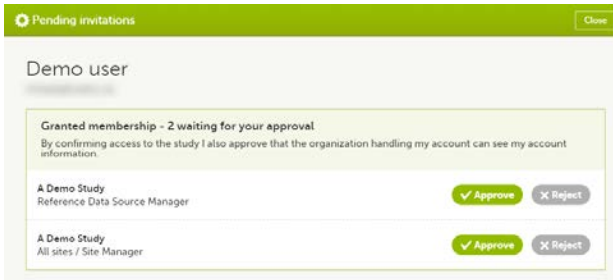 Pending invitations
Close
Demo user
Granted membership - 2 waiting for your approval
By confirming access to the study I also approve that the organization handling my account can see my account
information.
A Demo Study
Reference Data Source Manager
Approve
Reject
A Demo Study
All sites / Site Manager
Approve
Reject